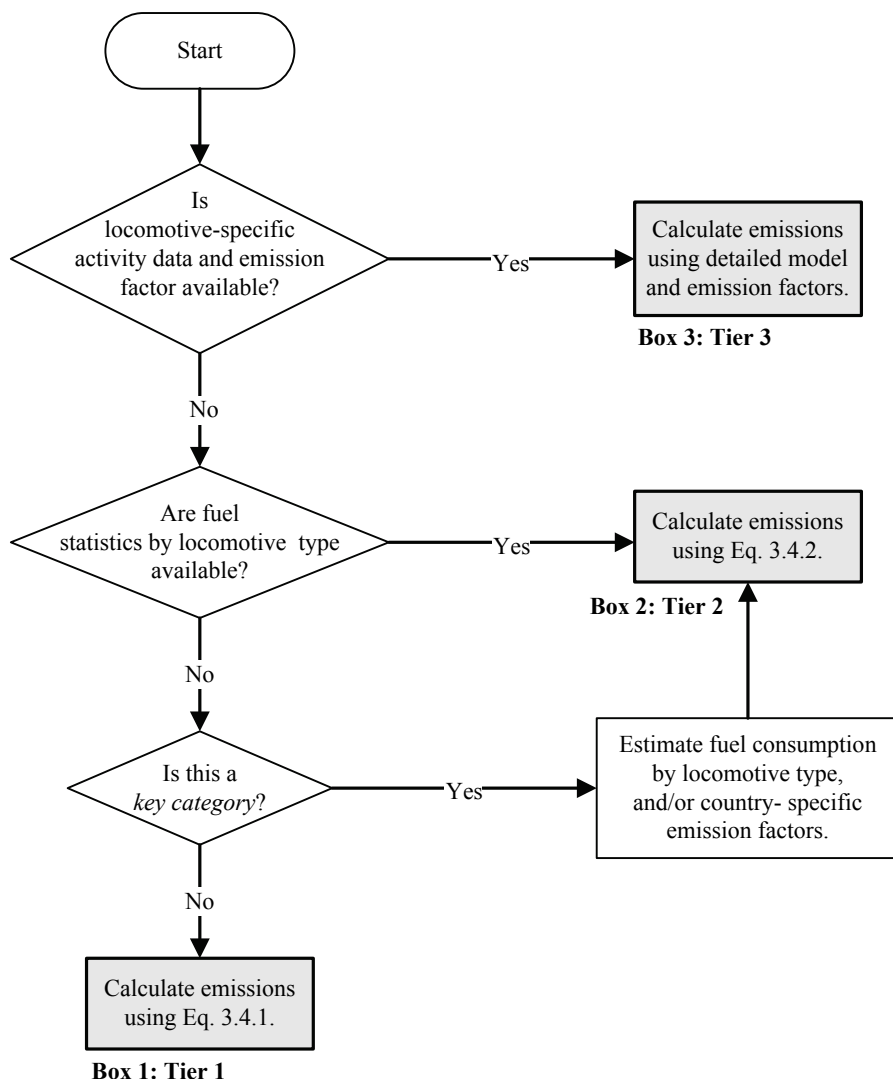 Start
Is
locomotive-specific
activity data and emission
factor available?
Yes
Calculate emissions
using detailed model
and emission factors.
Box 3: Tier 3
No
Are fuel
statistics by locomotive type
available?
Yes
Calculate emissions
using Eq. 3.4.2.
Box 2: Tier 2
No
Is this a
key category?
Yes
Estimate fuel consumption
by locomotive type,
and/or country- specific
emission factors.
No
Calculate emissions
using Eq. 3.4.1.
Box 1: Tier 1